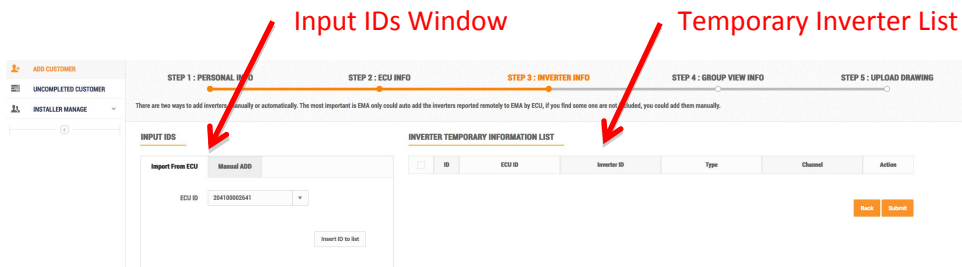 Input IDs Window
Temporary Inverter List
ADD CUSTOMER
UNCOMPLETED CUSTOMER
INSTALLER MANAGE
STEP 1 : PERSONAL INFO
STEP 2 : ECU INFO
STEP 3 : INVERTER INFO
STEP 4 : GROUP VIEW INFO
STEP 5 : UPLOAD DRAWING
There are two ways to add inverters, manually or automatically. The most important is EMA only could auto add the inverters reported remotely to EMA by ECU, if you find some one are not included, you could add them manually.
INPUT IDS
Import From ECU
Manual ADD
ECU ID
204100002641
Insert ID to list
INVERTER TEMPORARY INFORMATION LIST
ID
ECU ID
Inverter ID
Type
Channel
Action
Back
Submit